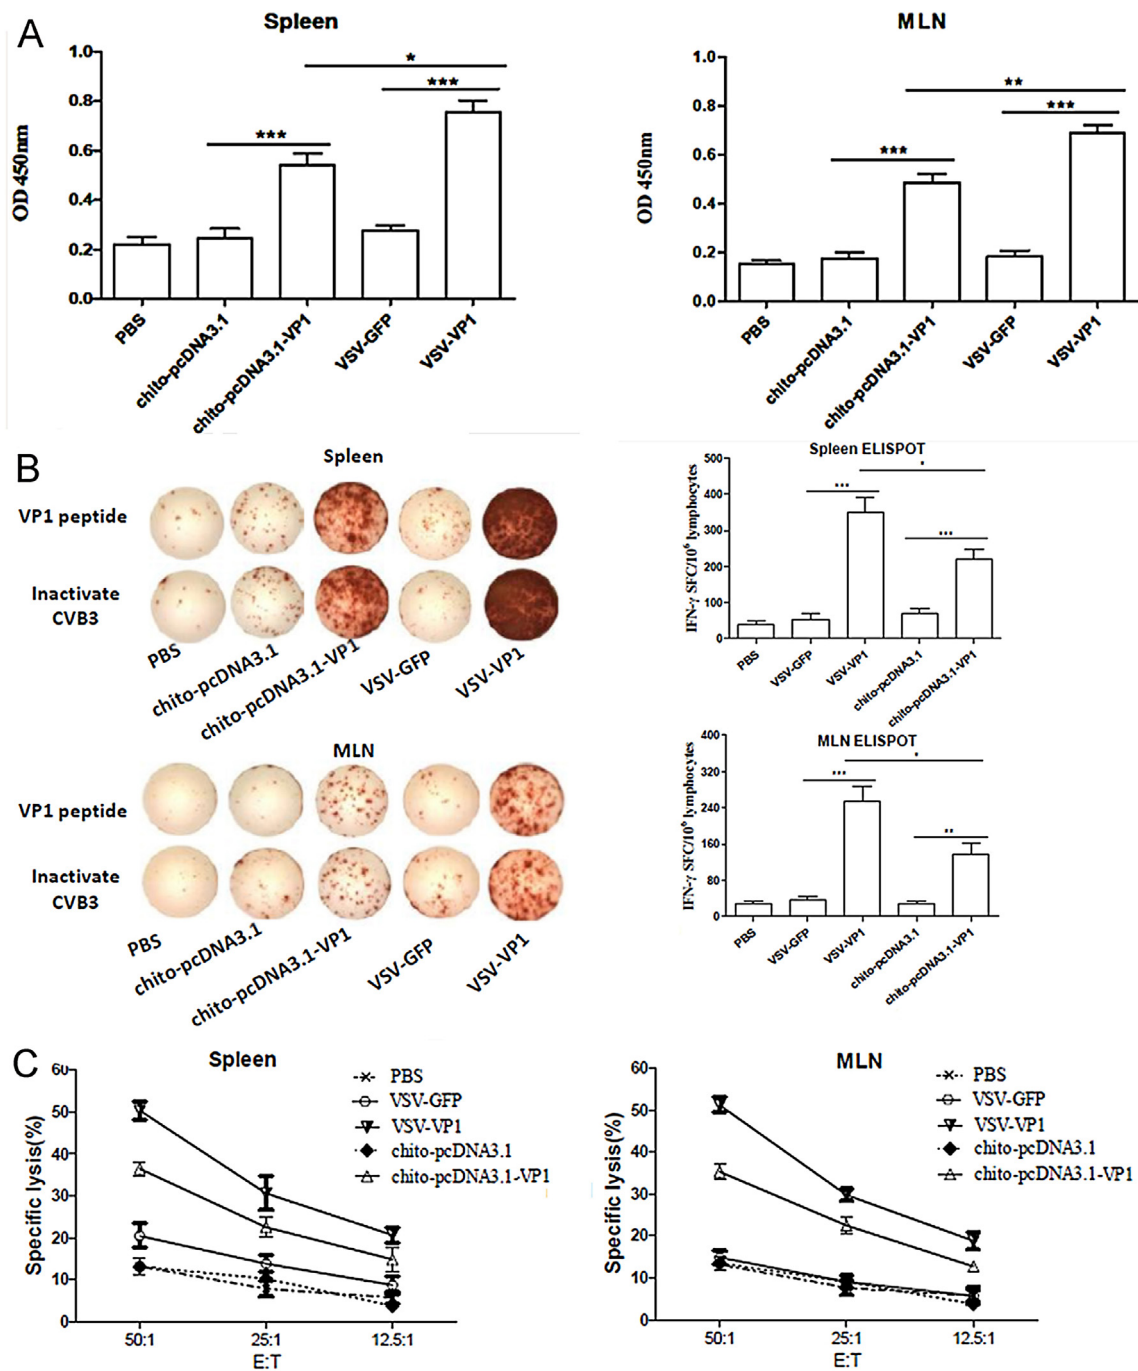 A
Spleen
OD 450nm
1.0
0.8
0.6
0.4
0.2
0.0
*
***
***
PBS
chito-pcDNA3.1
chito-pcDNA3.1-VP1
VSV-GFP
VSV-VP1
MLN
OD 450nm
1.0
0.8
0.6
0.4
0.2
0.0
**
***
***
PBS
chito-pcDNA3.1
chito-pcDNA3.1-VP1
VSV-GFP
VSV-VP1
B
Spleen
VP1 peptide
Inactivate
CVB3
PBS
chito-pcDNA3.1
chito-pcDNA3.1-VP1
VSV-GFP
VSV-VP1
MLN
VP1 peptide
Inactivate
CVB3
PBS
chito-pcDNA3.1
chito-pcDNA3.1-VP1
VSV-GFP
VSV-VP1
Spleen ELISPOT
IFN-γ SFC/10⁶ lymphocytes
500
400
300
200
100
0
*
***
***
PBS
VSV-GFP
VSV-VP1
chito-pcDNA3.1
chito-pcDNA3.1-VP1
MLN ELISPOT
IFN-γ SFC/10⁶ lymphocytes
400
320
240
160
80
0
*
***
**
PBS
VSV-GFP
VSV-VP1
chito-pcDNA3.1
chito-pcDNA3.1-VP1
C
Spleen
Specific lysis(%)
60
50
40
30
20
10
0
PBS
VSV-GFP
VSV-VP1
chito-pcDNA3.1
chito-pcDNA3.1-VP1
50:1
25:1
12.5:1
E:T
MLN
Specific lysis(%)
60
50
40
30
20
10
0
PBS
VSV-GFP
VSV-VP1
chito-pcDNA3.1
chito-pcDNA3.1-VP1
50:1
25:1
12.5:1
E:T